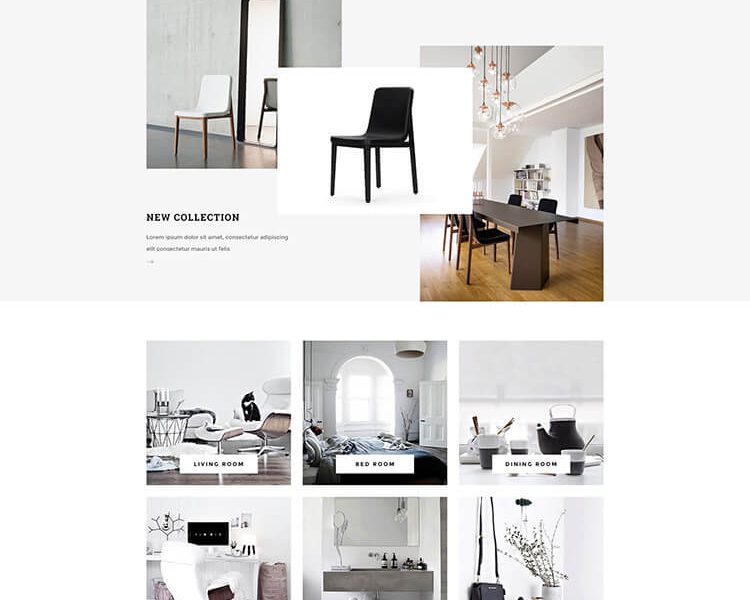 NEW COLLECTION
Lorem ipsum dolor sit amet, consectetur adipiscing
elit consectetur mauris ut felis
LIVING ROOM
BED ROOM
DINING ROOM